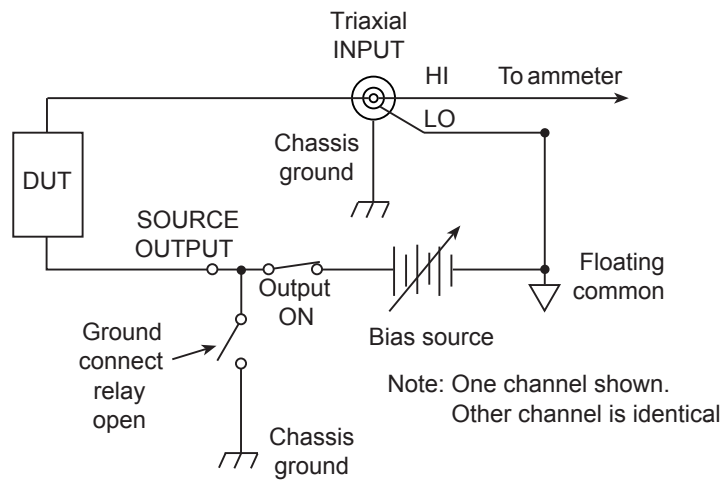 Triaxial
INPUT
HI
To ammeter
LO
Chassis
ground
DUT
SOURCE
OUTPUT
Output
ON
Floating
common
Bias source
Ground
connect
relay
open
Note: One channel shown.
Other channel is identical
Chassis
ground